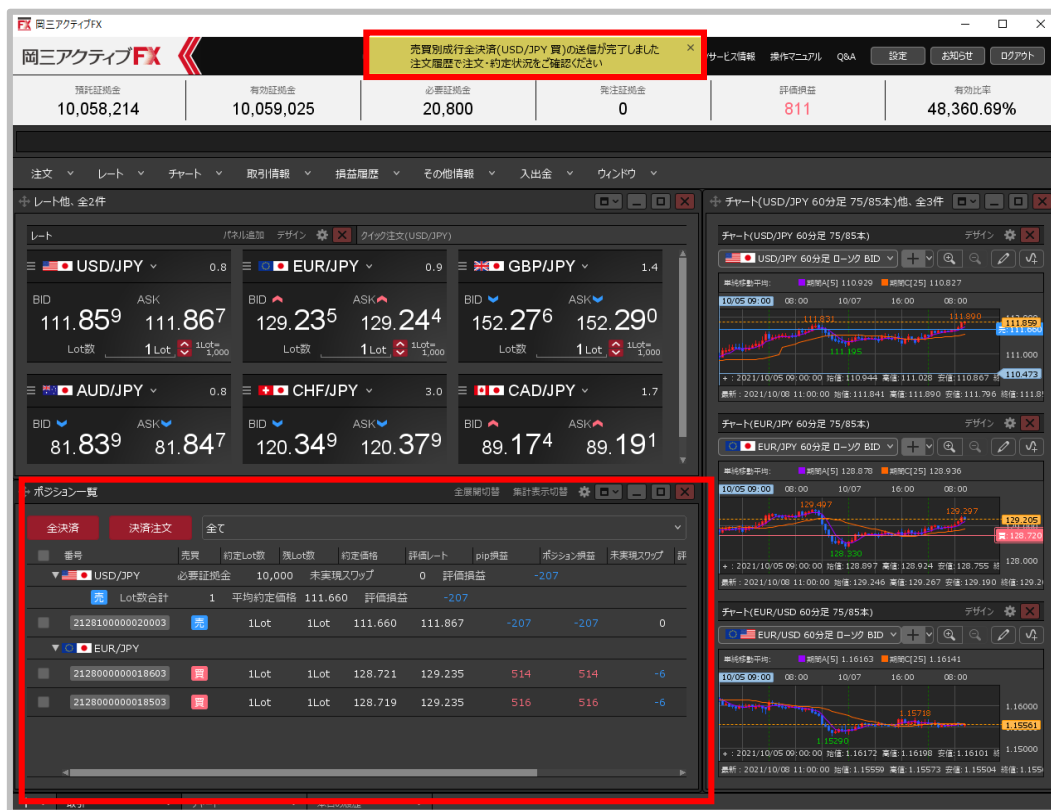 岡三アクティブFX
岡三アクティブFX
売買別成行全決済(USD/JPY 買)の送信が完了しました
注文履歴で注文・約定状況をご確認ください
サービス情報 操作マニュアル Q&A 設定 お知らせ ログアウト
預託証拠金 有効証拠金 必要証拠金 発注証拠金 評価損益 有効比率
10,058,214 10,059,025 20,800 0 811 48,360.69%
注文 レート チャート 取引情報 損益履歴 その他情報 入出金 ウィンドウ
レート他、全2件
レート パネル追加 デザイン クイック注文(USD/JPY)
USD/JPY 0.8 EUR/JPY 0.9 GBP/JPY 1.4
BID ASK BID ASK BID ASK
111.859 111.867 129.235 129.244 152.276 152.290
Lot数 1 Lot 1Lot=1,000 Lot数 1 Lot 1Lot=1,000 Lot数 1 Lot 1Lot=1,000
AUD/JPY 0.8 CHF/JPY 3.0 CAD/JPY 1.7
BID ASK BID ASK BID ASK
81.839 81.847 120.349 120.379 89.174 89.191
ポジション一覧 全展開切替 集計表示切替
全決済 決済注文 全て
番号 売買 約定Lot数 残Lot数 約定価格 評価レート pip損益 ポジション損益 未実現スワップ 評
USD/JPY 必要証拠金 10,000 未実現スワップ 0 評価損益 -207
売 Lot数合計 1 平均約定価格 111.660 評価損益 -207
2128100000020003 売 1Lot 1Lot 111.660 111.867 -207 -207 0
EUR/JPY
2128000000018603 買 1Lot 1Lot 128.721 129.235 514 514 -6
2128000000018503 買 1Lot 1Lot 128.719 129.235 516 516 -6
チャート(USD/JPY 60分足 75/85本)他、全3件
チャート(USD/JPY 60分足 75/85本) デザイン
USD/JPY 60分足 ローソク BID
単純移動平均: 期間A[5] 110.929 期間C[25] 110.827
10/05 09:00 08:00 10/07 16:00 08:00
111.831 111.890
111.859
売:111.660
111.195
111.000
110.473
+ : 2021/10/05 09:00:00 始値:110.944 高値:111.028 安値:110.867
最新 : 2021/10/08 11:00:00 始値:111.841 高値:111.890 安値:111.796 終値:111.8
チャート(EUR/JPY 60分足 75/85本) デザイン
EUR/JPY 60分足 ローソク BID
単純移動平均: 期間A[5] 128.878 期間C[25] 128.936
10/05 09:00 08:00 10/07 16:00 08:00
129.497 129.297
129.205
買:128.720
128.330
128.000
+ : 2021/10/05 09:00:00 始値:128.897 高値:128.924 安値:128.755
最新 : 2021/10/08 11:00:00 始値:129.246 高値:129.267 安値:129.190 終値:129.2
チャート(EUR/USD 60分足 75/85本) デザイン
EUR/USD 60分足 ローソク BID
単純移動平均: 期間A[5] 1.16163 期間C[25] 1.16141
10/05 09:00 08:00 10/07 16:00 08:00
1.16000
1.15718
1.15561
1.15290
1.15000
+ : 2021/10/05 09:00:00 始値:1.16172 高値:1.16198 安値:1.16101
最新 : 2021/10/08 11:00:00 始値:1.15559 高値:1.15573 安値:1.15504 終値:1.155